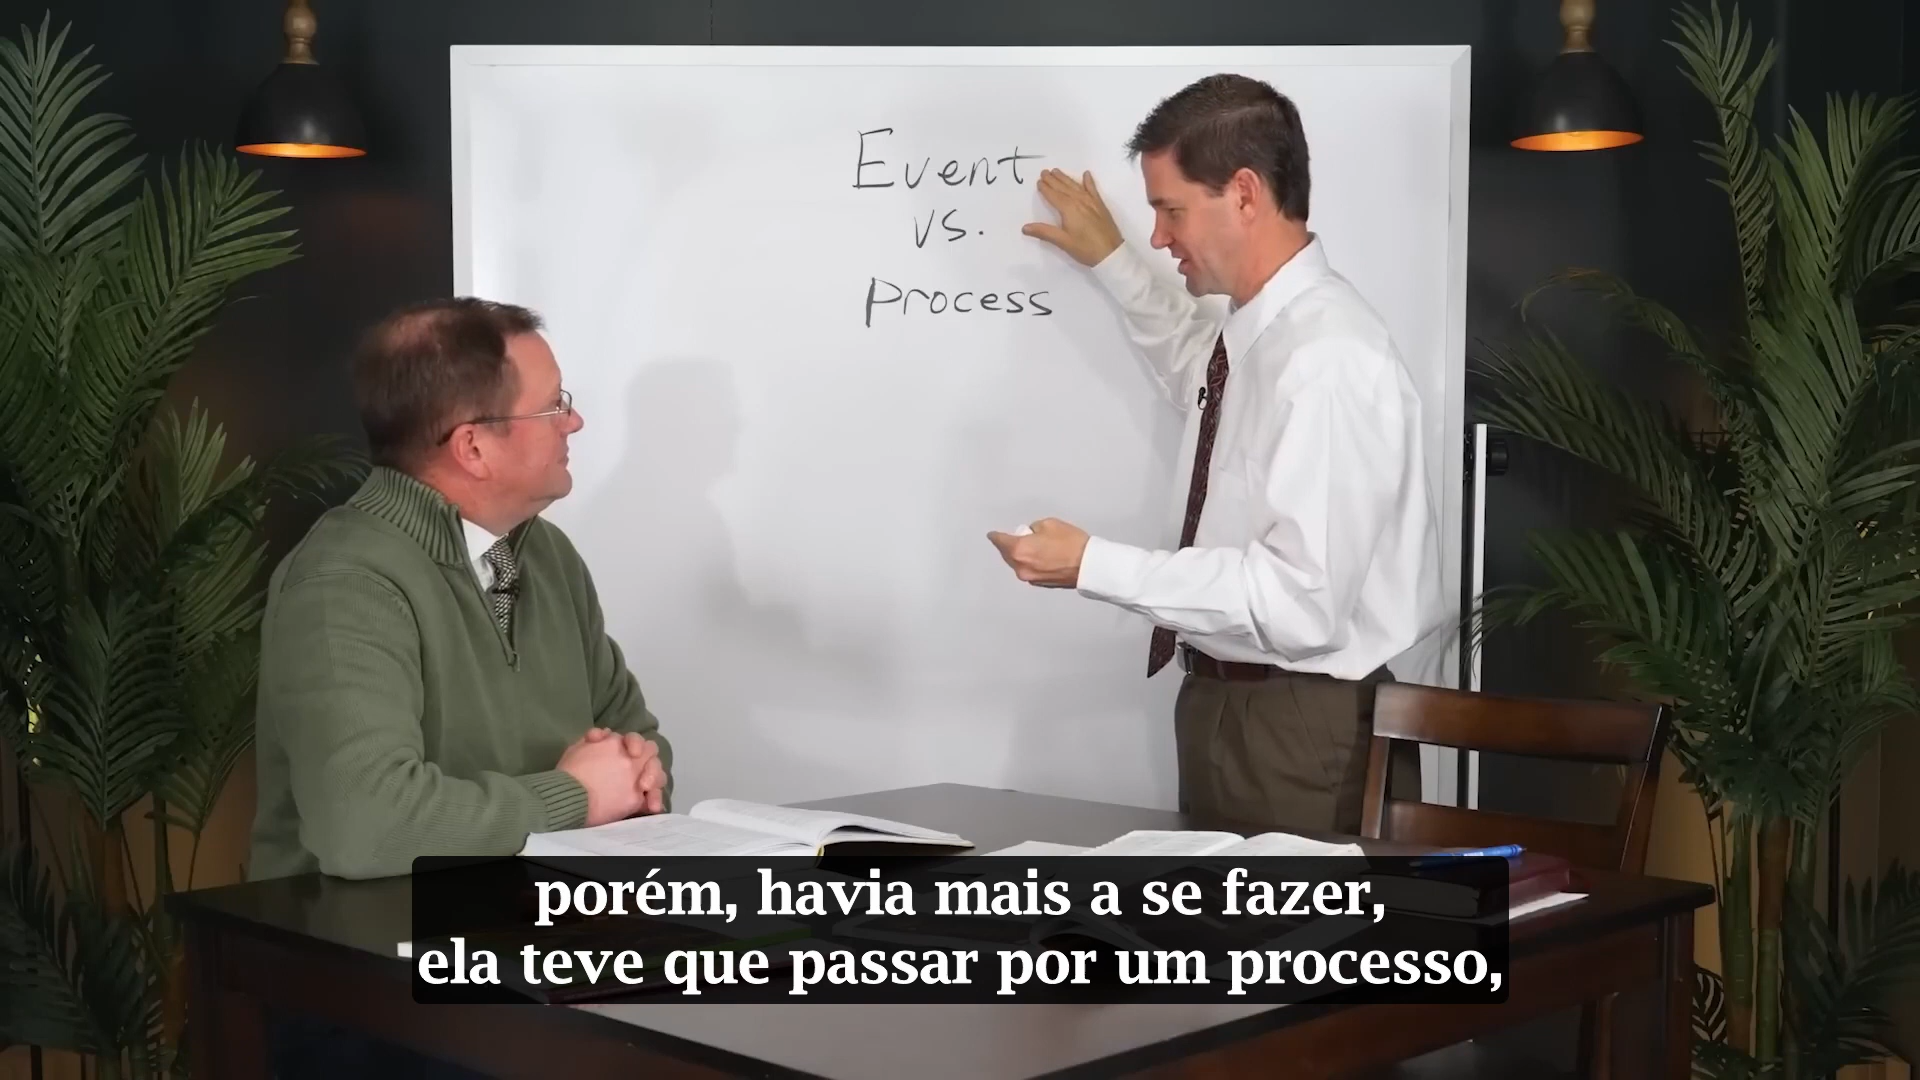 Event
vs.
Process
porém, havia mais a se fazer,
ela teve que passar por um processo,